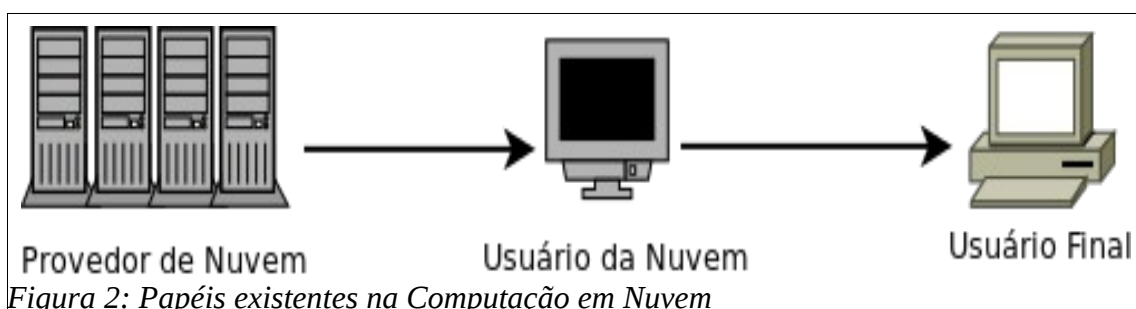 Provedor de Nuvem
Usuário da Nuvem
Usuário Final
Figura 2: Papéis existentes na Computação em Nuvem